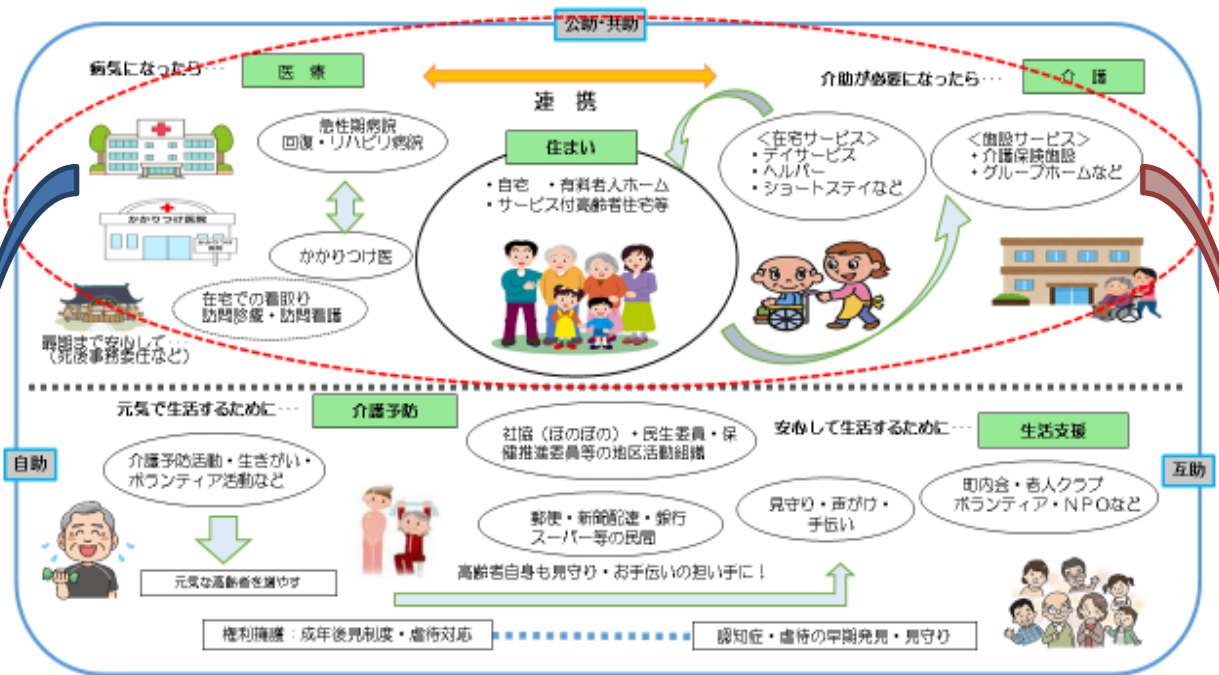 公助・共助
病気になったら…
医 療
連 携
介助が必要になったら…
介 護
急性期病院
回復・リハビリ病院
住まい
・自宅 ・有料老人ホーム
・サービス付高齢者住宅等
<在宅サービス>
・デイサービス
・ヘルパー
・ショートステイなど
<施設サービス>
・介護保険施設
・グループホームなど
かかりつけ医院
かかりつけ
医院
かかりつけ医
在宅での看取り
訪問診療・訪問看護
最期まで安心して…
（死後事務委任など）
元気で生活するために…
介護予防
社協（ほのぼの）・民生委員・保
健推進委員等の地区活動組織
安心して生活するために…
生活支援
自助
互助
介護予防活動・生きがい・
ボランティア活動など
郵便・新聞配達・銀行
スーパー等の民間
見守り・声がけ・
手伝い
町内会・老人クラブ
ボランティア・NPOなど
元気な高齢者を増やす
高齢者自身も見守り・お手伝いの担い手に！
権利擁護：成年後見制度・虐待対応
認知症・虐待の早期発見・見守り